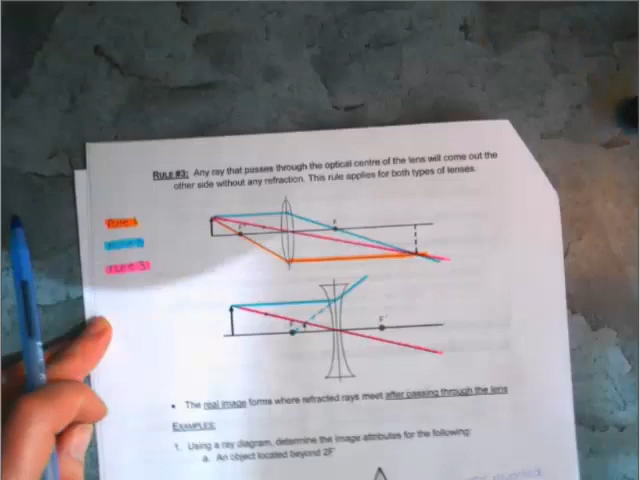 RULE #3: Any ray that passes through the optical centre of the lens will come out the
other side without any refraction. This rule applies for both types of lenses.
Rule 1
Rule 2
Rule 3
F
F
F'
• The real image forms where refracted rays meet after passing through the lens
EXAMPLES:
1. Using a ray diagram, determine the image attributes for the following:
a. An object located beyond 2F'